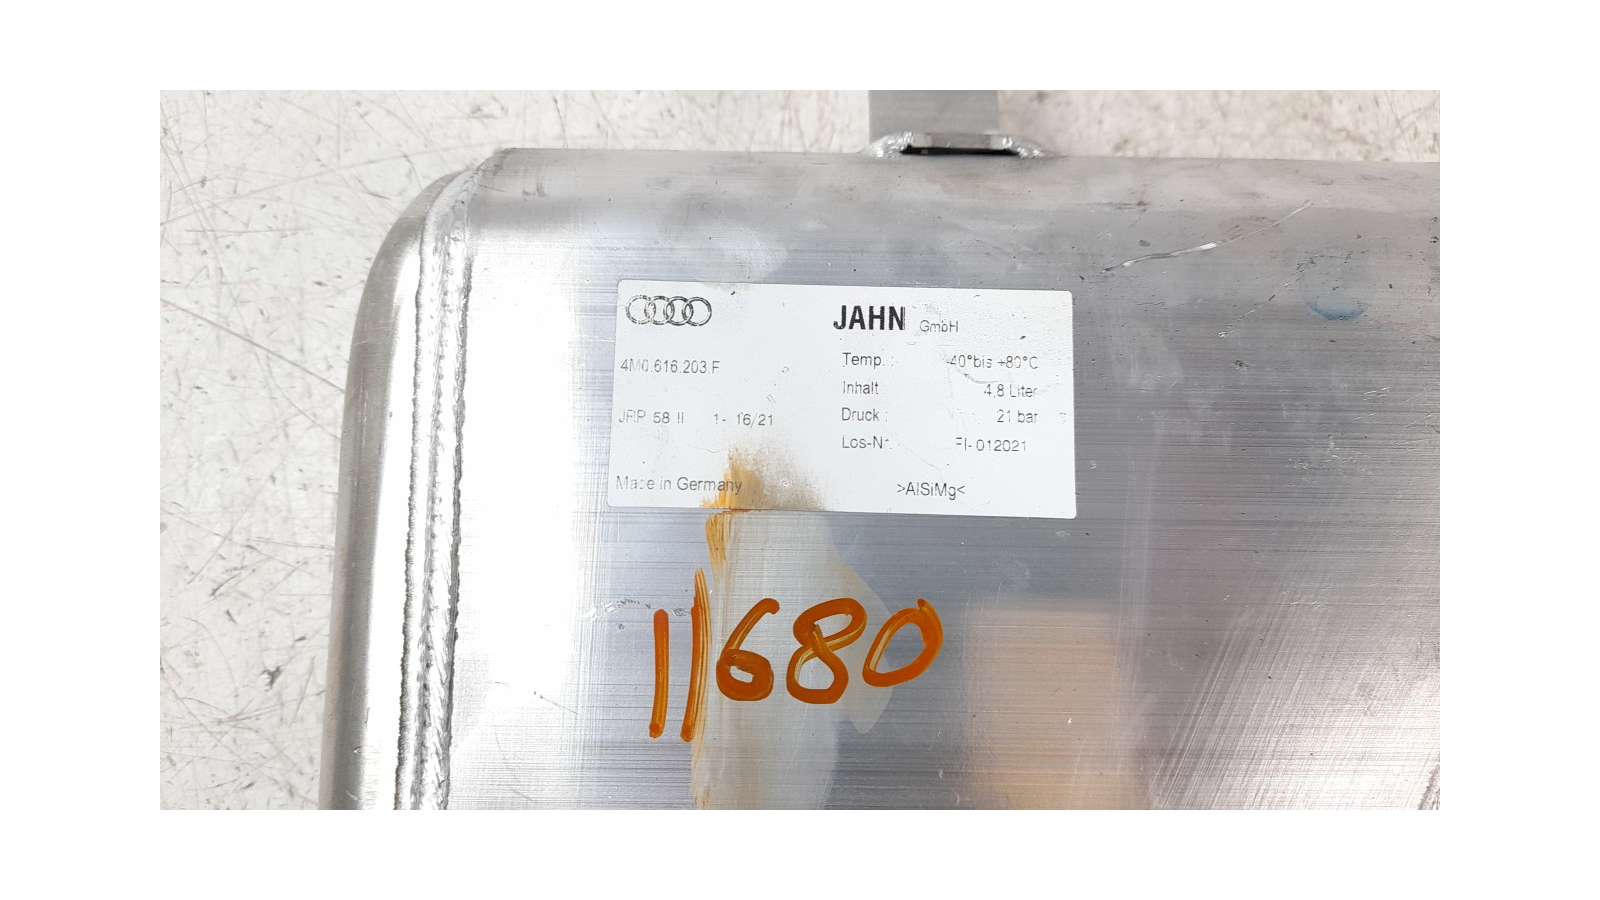 JAHN GmbH
4M0.616.203.F
Temp. : -40°bis +80°C
Inhalt 4,8 Liter
JRP 58 II 1- 16/21
Druck : 21 bar
Los-Nr. FI- 012021
Made in Germany
>AlSiMg<
11680